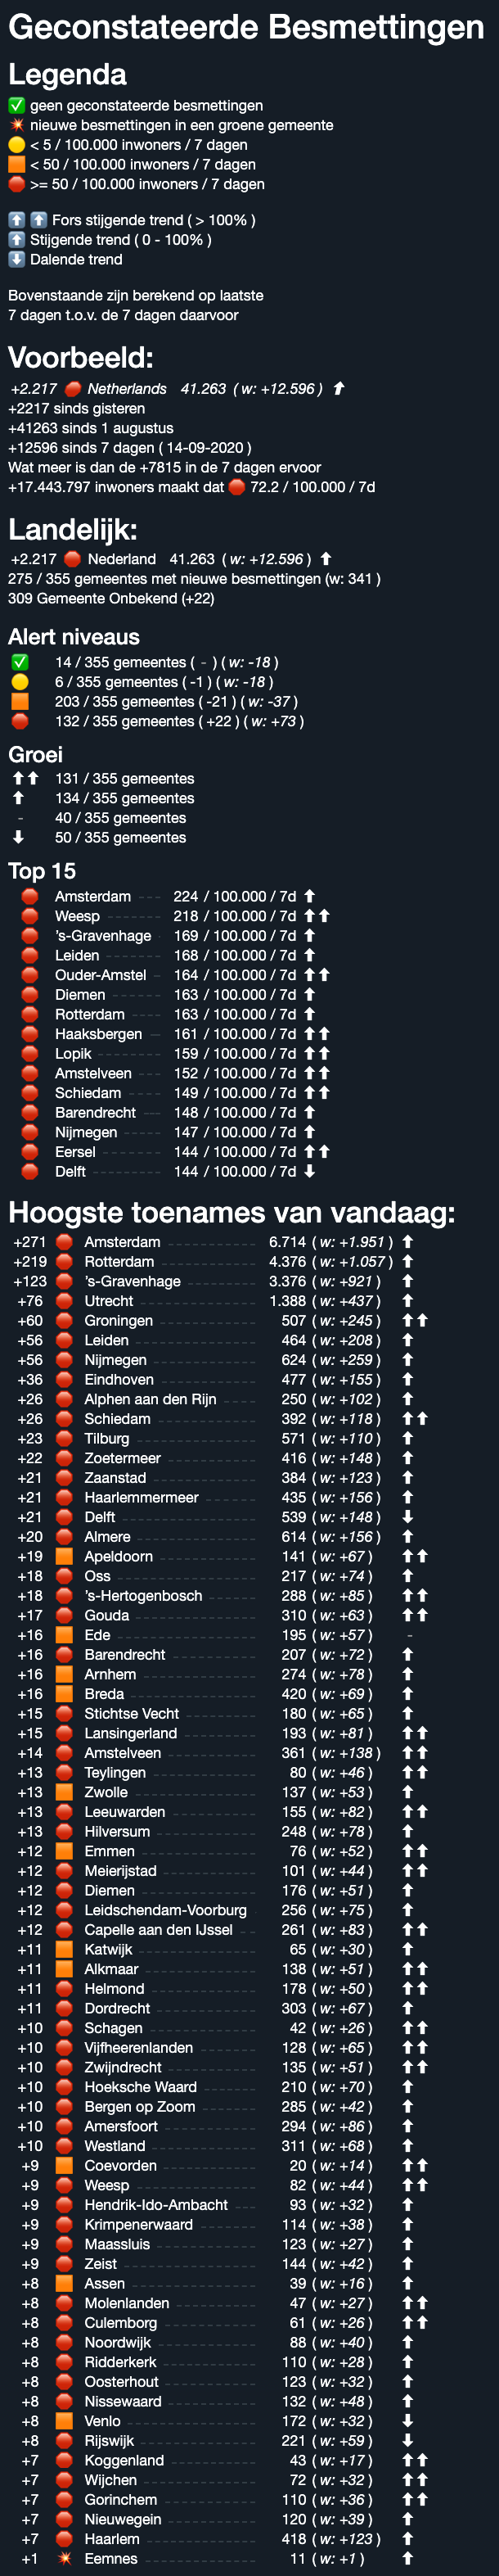 Geconstateerde Besmettingen
Legenda
✅ geen geconstateerde besmettingen
💥 nieuwe besmettingen in een groene gemeente
🟡 < 5 / 100.000 inwoners / 7 dagen
🟧 < 50 / 100.000 inwoners / 7 dagen
🛑 >= 50 / 100.000 inwoners / 7 dagen
⬆️ ⬆️ Fors stijgende trend ( > 100% )
⬆️ Stijgende trend ( 0 - 100% )
⬇️ Dalende trend
Bovenstaande zijn berekend op laatste
7 dagen t.o.v. de 7 dagen daarvoor
Voorbeeld:
+2.217 🛑 Netherlands 41.263 ( w: +12.596 ) ⬆
+2217 sinds gisteren
+41263 sinds 1 augustus
+12596 sinds 7 dagen ( 14-09-2020 )
Wat meer is dan de +7815 in de 7 dagen ervoor
+17.443.797 inwoners maakt dat 🛑 72.2 / 100.000 / 7d
Landelijk:
+2.217 🛑 Nederland 41.263 ( w: +12.596 ) ⬆
275 / 355 gemeentes met nieuwe besmettingen (w: 341 )
309 Gemeente Onbekend (+22)
Alert niveaus
✅ 14 / 355 gemeentes ( - ) ( w: -18 )
🟡 6 / 355 gemeentes ( -1 ) ( w: -18 )
🟧 203 / 355 gemeentes ( -21 ) ( w: -37 )
🛑 132 / 355 gemeentes ( +22 ) ( w: +73 )
Groei
⬆⬆ 131 / 355 gemeentes
⬆ 134 / 355 gemeentes
- 40 / 355 gemeentes
⬇ 50 / 355 gemeentes
Top 15
🛑 Amsterdam --- 224 / 100.000 / 7d ⬆
🛑 Weesp ------- 218 / 100.000 / 7d ⬆⬆
🛑 's-Gravenhage - 169 / 100.000 / 7d ⬆
🛑 Leiden ------- 168 / 100.000 / 7d ⬆
🛑 Ouder-Amstel - 164 / 100.000 / 7d ⬆⬆
🛑 Diemen ------ 163 / 100.000 / 7d ⬆
🛑 Rotterdam ---- 163 / 100.000 / 7d ⬆
🛑 Haaksbergen -- 161 / 100.000 / 7d ⬆⬆
🛑 Lopik -------- 159 / 100.000 / 7d ⬆⬆
🛑 Amstelveen --- 152 / 100.000 / 7d ⬆⬆
🛑 Schiedam ----- 149 / 100.000 / 7d ⬆⬆
🛑 Barendrecht --- 148 / 100.000 / 7d ⬆
🛑 Nijmegen ----- 147 / 100.000 / 7d ⬆
🛑 Eersel -------- 144 / 100.000 / 7d ⬆⬆
🛑 Delft --------- 144 / 100.000 / 7d ⬇
Hoogste toenames van vandaag:
+271 🛑 Amsterdam 6.714 ( w: +1.951 ) ⬆
+219 🛑 Rotterdam 4.376 ( w: +1.057 ) ⬆
+123 🛑 's-Gravenhage 3.376 ( w: +921 ) ⬆
+76 🛑 Utrecht 1.388 ( w: +437 ) ⬆
+60 🛑 Groningen 507 ( w: +245 ) ⬆⬆
+56 🛑 Leiden 464 ( w: +208 ) ⬆
+56 🛑 Nijmegen 624 ( w: +259 ) ⬆
+36 🛑 Eindhoven 477 ( w: +155 ) ⬆
+26 🛑 Alphen aan den Rijn 250 ( w: +102 ) ⬆
+26 🛑 Schiedam 392 ( w: +118 ) ⬆⬆
+23 🛑 Tilburg 571 ( w: +110 ) ⬆
+22 🛑 Zoetermeer 416 ( w: +148 ) ⬆
+21 🛑 Zaanstad 384 ( w: +123 ) ⬆
+21 🛑 Haarlemmermeer 435 ( w: +156 ) ⬆
+21 🛑 Delft 539 ( w: +148 ) ⬇
+20 🛑 Almere 614 ( w: +156 ) ⬆
+19 🟧 Apeldoorn 141 ( w: +67 ) ⬆⬆
+18 🛑 Oss 217 ( w: +74 ) ⬆
+18 🛑 's-Hertogenbosch 288 ( w: +85 ) ⬆⬆
+17 🛑 Gouda 310 ( w: +63 ) ⬆⬆
+16 🟧 Ede 195 ( w: +57 ) -
+16 🛑 Barendrecht 207 ( w: +72 ) ⬆
+16 🟧 Arnhem 274 ( w: +78 ) ⬆
+16 🟧 Breda 420 ( w: +69 ) ⬆
+15 🛑 Stichtse Vecht 180 ( w: +65 ) ⬆
+15 🛑 Lansingerland 193 ( w: +81 ) ⬆⬆
+14 🛑 Amstelveen 361 ( w: +138 ) ⬆⬆
+13 🛑 Teylingen 80 ( w: +46 ) ⬆⬆
+13 🟧 Zwolle 137 ( w: +53 ) ⬆
+13 🛑 Leeuwarden 155 ( w: +82 ) ⬆⬆
+13 🛑 Hilversum 248 ( w: +78 ) ⬆
+12 🟧 Emmen 76 ( w: +52 ) ⬆⬆
+12 🛑 Meierijstad 101 ( w: +44 ) ⬆⬆
+12 🛑 Diemen 176 ( w: +51 ) ⬆
+12 🛑 Leidschendam-Voorburg 256 ( w: +75 ) ⬆
+12 🛑 Capelle aan den IJssel 261 ( w: +83 ) ⬆⬆
+11 🟧 Katwijk 65 ( w: +30 ) ⬆
+11 🟧 Alkmaar 138 ( w: +51 ) ⬆⬆
+11 🛑 Helmond 178 ( w: +50 ) ⬆⬆
+11 🛑 Dordrecht 303 ( w: +67 ) ⬆
+10 🛑 Schagen 42 ( w: +26 ) ⬆⬆
+10 🛑 Vijfheerenlanden 128 ( w: +65 ) ⬆⬆
+10 🛑 Zwijndrecht 135 ( w: +51 ) ⬆⬆
+10 🛑 Hoeksche Waard 210 ( w: +70 ) ⬆
+10 🛑 Bergen op Zoom 285 ( w: +42 ) ⬆
+10 🛑 Amersfoort 294 ( w: +86 ) ⬆
+10 🛑 Westland 311 ( w: +68 ) ⬆
+9 🟧 Coevorden 20 ( w: +14 ) ⬆⬆
+9 🛑 Weesp 82 ( w: +44 ) ⬆⬆
+9 🛑 Hendrik-Ido-Ambacht 93 ( w: +32 ) ⬆
+9 🛑 Krimpenerwaard 114 ( w: +38 ) ⬆
+9 🛑 Maassluis 123 ( w: +27 ) ⬆
+9 🛑 Zeist 144 ( w: +42 ) ⬆
+8 🟧 Assen 39 ( w: +16 ) ⬆
+8 🛑 Molenlanden 47 ( w: +27 ) ⬆⬆
+8 🛑 Culemborg 61 ( w: +26 ) ⬆⬆
+8 🛑 Noordwijk 88 ( w: +40 ) ⬆
+8 🛑 Ridderkerk 110 ( w: +28 ) ⬆
+8 🛑 Oosterhout 123 ( w: +32 ) ⬆
+8 🛑 Nissewaard 132 ( w: +48 ) ⬆
+8 🟧 Venlo 172 ( w: +32 ) ⬇
+8 🛑 Rijswijk 221 ( w: +59 ) ⬇
+7 🛑 Koggenland 43 ( w: +17 ) ⬆⬆
+7 🛑 Wijchen 72 ( w: +32 ) ⬆⬆
+7 🛑 Gorinchem 110 ( w: +36 ) ⬆⬆
+7 🛑 Nieuwegein 120 ( w: +39 ) ⬆
+7 🛑 Haarlem 418 ( w: +123 ) ⬆
+1 💥 Eemnes 11 ( w: +1 ) ⬆